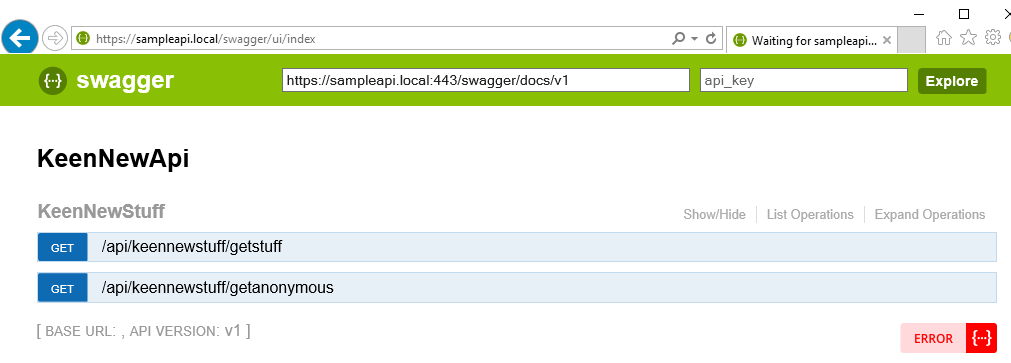 https://sampleapi.local/swagger/ui/index
Waiting for sampleapi...
{...} swagger
https://sampleapi.local:443/swagger/docs/v1
api_key
Explore
KeenNewApi
KeenNewStuff
Show/Hide
List Operations
Expand Operations
GET /api/keennewstuff/getstuff
GET /api/keennewstuff/getanonymous
[ BASE URL: , API VERSION: v1 ]
ERROR {...}